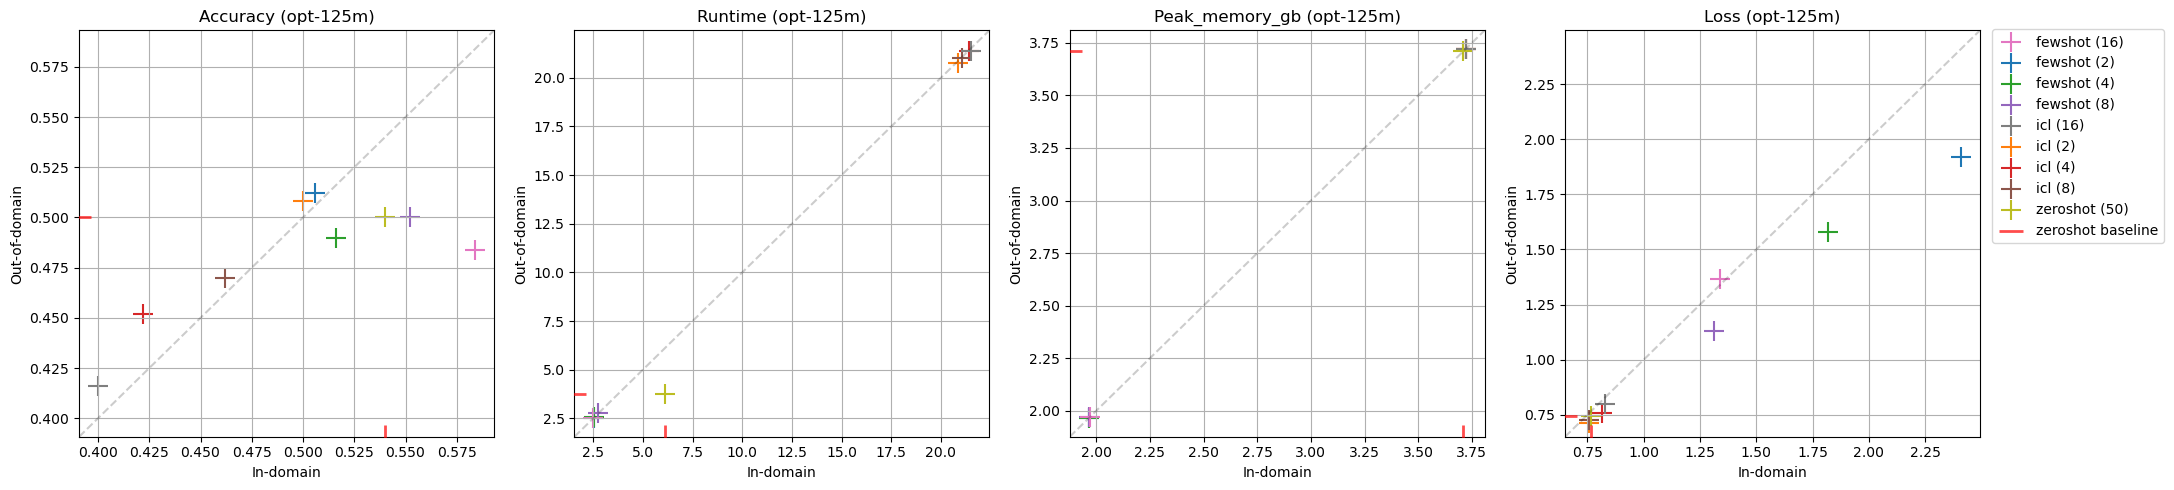 Accuracy (opt-125m)
0.575
0.550
0.525
0.500
0.475
0.450
0.425
0.400
Out-of-domain
0.400 0.425 0.450 0.475 0.500 0.525 0.550 0.575
In-domain
Runtime (opt-125m)
20.0
17.5
15.0
12.5
10.0
7.5
5.0
2.5
Out-of-domain
2.5 5.0 7.5 10.0 12.5 15.0 17.5 20.0
In-domain
Peak_memory_gb (opt-125m)
3.75
3.50
3.25
3.00
2.75
2.50
2.25
2.00
Out-of-domain
2.00 2.25 2.50 2.75 3.00 3.25 3.50 3.75
In-domain
Loss (opt-125m)
2.25
2.00
1.75
1.50
1.25
1.00
0.75
Out-of-domain
0.75 1.00 1.25 1.50 1.75 2.00 2.25
In-domain
fewshot (16)
fewshot (2)
fewshot (4)
fewshot (8)
icl (16)
icl (2)
icl (4)
icl (8)
zeroshot (50)
zeroshot baseline